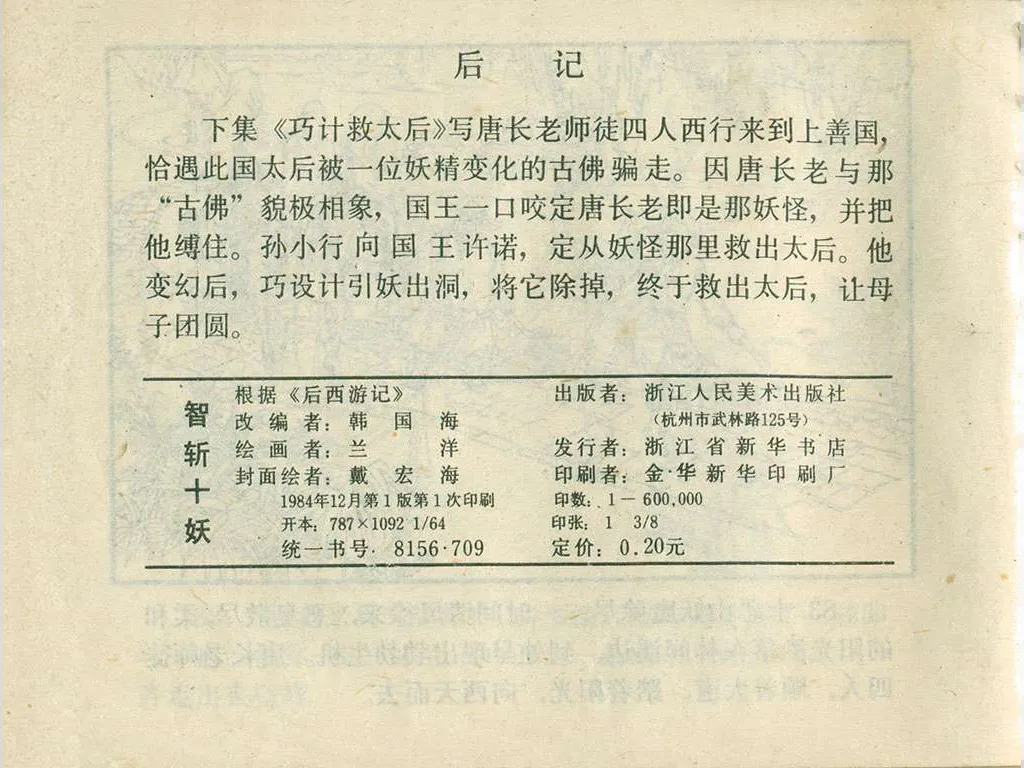 后 记
下集《巧计救太后》写唐长老师徒四人西行来到上善国，
恰遇此国太后被一位妖精变化的古佛骗走。因唐长老与那
“古佛”貌极相象，国王一口咬定唐长老即是那妖怪，并把
他缚住。孙小行向国王许诺，定从妖怪那里救出太后。他
变幻后，巧设计引妖出洞，将它除掉，终于救出太后，让母
子团圆。
智斩十妖
根据《后西游记》
改编者：韩国海
绘画者：兰洋
封面绘者：戴宏海
1984年12月第1版第1次印刷
开本：787×1092 1/64
统一书号·8156·709
出版者：浙江人民美术出版社
（杭州市武林路125号）
发行者：浙江省新华书店
印刷者：金华新华印刷厂
印数：1－600,000
印张：1 3/8
定价：0.20元